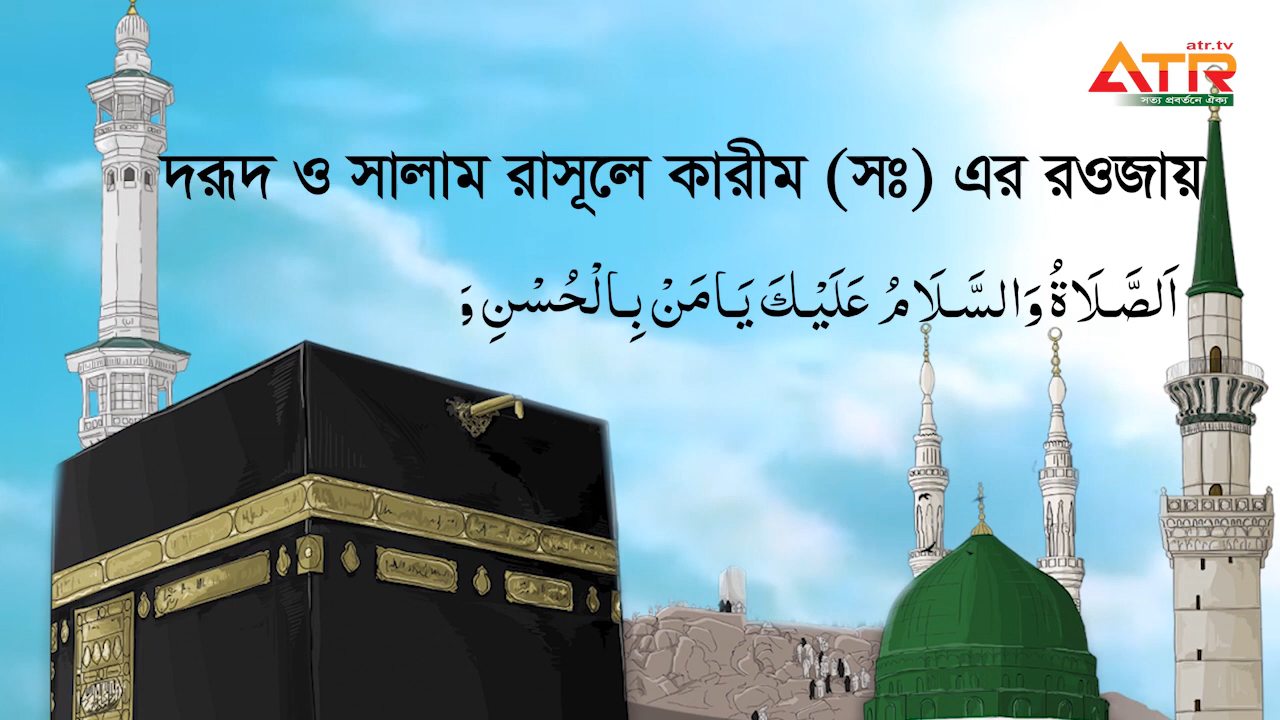 atr.tv
ATR
সত্য প্রবর্তনে ঐক্য
দরূদ ও সালাম রাসূলে কারীম (সঃ) এর রওজায়
اَلصَّلَاةُ وَالسَّلَامُ عَلَيْكَ يَامَنْ بِالْحُسْنِ وَ